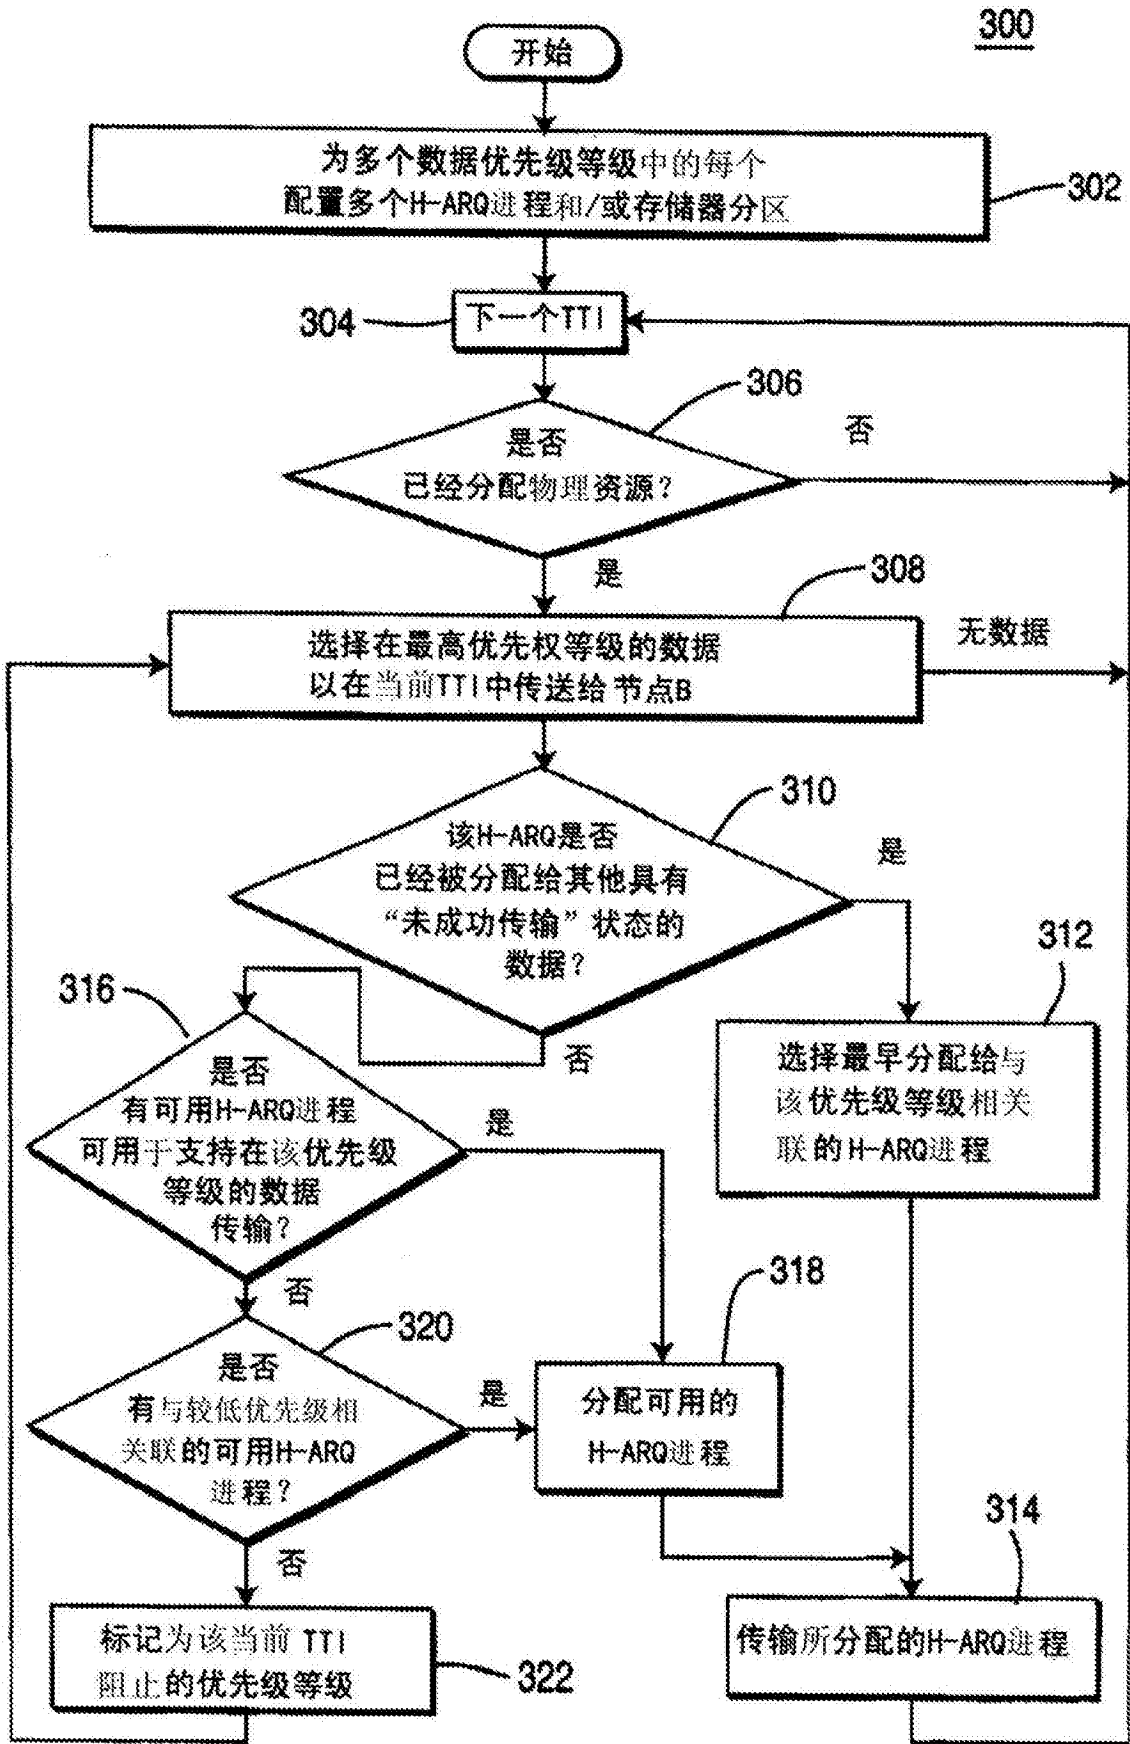 300
开始
为多个数据优先级等级中的每个
配置多个H-ARQ进程和/或存储器分区
302
304
下一个TTI
306
是否
已经分配物理资源?
否
是
308
选择在最高优先权等级的数据
以在当前TTI中传送给节点B
无数据
310
该H-ARQ是否
已经被分配给其他具有
“未成功传输”状态的
数据?
是
否
312
选择最早分配给与
该优先级等级相关
联的H-ARQ进程
316
是否
有可用H-ARQ进程
可用于支持在该优先级
等级的数据
传输?
是
否
318
分配可用的
H-ARQ进程
320
是否
有与较低优先级相
关联的可用H-ARQ
进程?
是
否
314
传输所分配的H-ARQ进程
标记为该当前 TTI
阻止的优先级等级
322